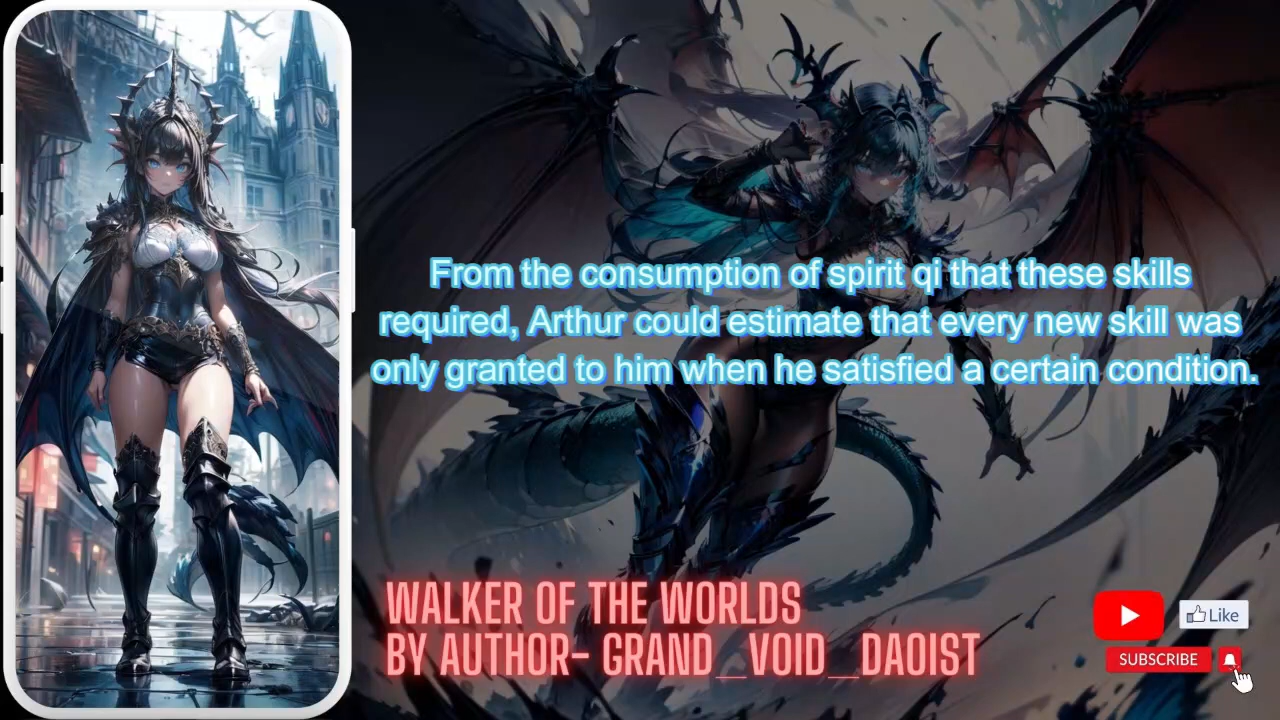 From the consumption of spirit qi that these skills
required, Arthur could estimate that every new skill was
only granted to him when he satisfied a certain condition.
WALKER OF THE WORLDS
BY AUTHOR- GRAND_VOID_DAOIST
Like
SUBSCRIBE